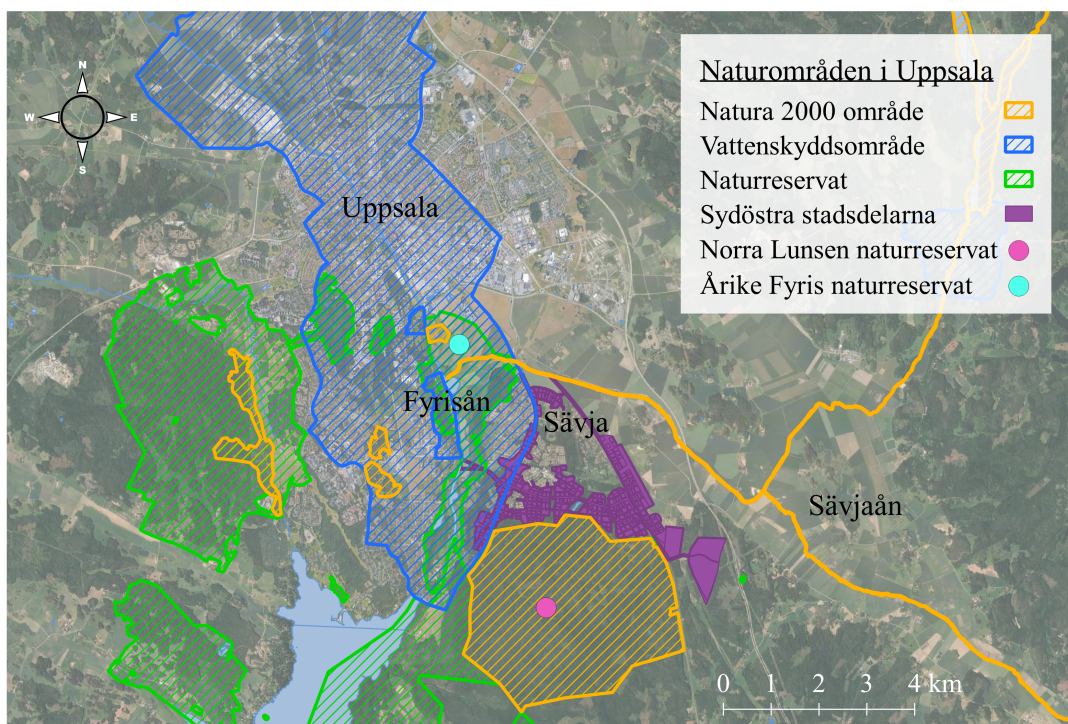 N
W E
S
Naturområden i Uppsala
Natura 2000 område
Vattenskyddsområde
Naturreservat
Sydöstra stadsdelarna
Norra Lunsen naturreservat
Årike Fyris naturreservat
Uppsala
Fyrisån
Sävja
Sävjaån
0 1 2 3 4 km